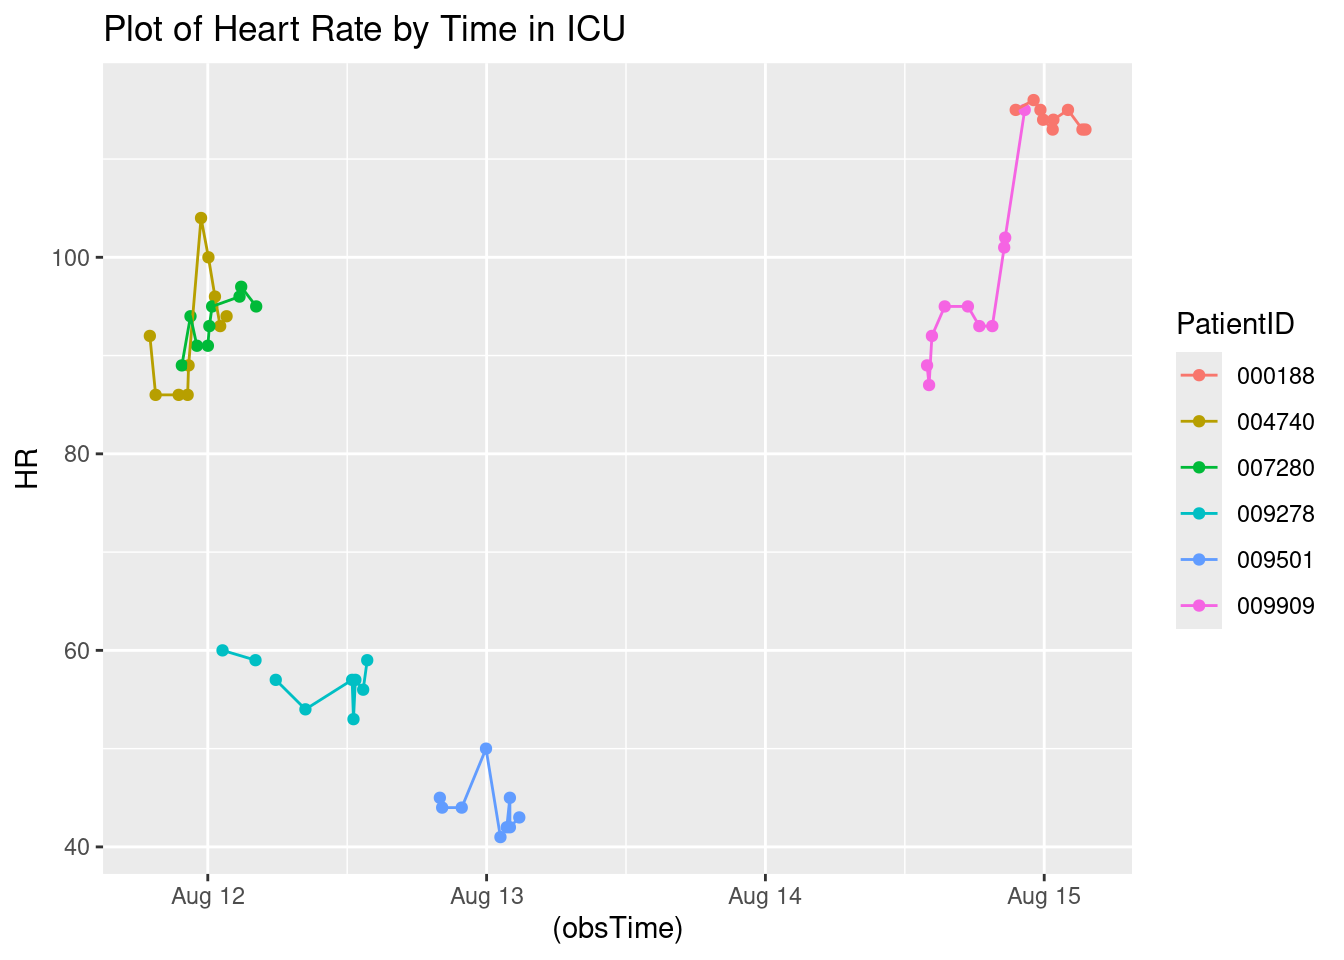 Plot of Heart Rate by Time in ICU
HR
100
80
60
40
Aug 12
Aug 13
Aug 14
Aug 15
(obsTime)
PatientID
000188
004740
007280
009278
009501
009909